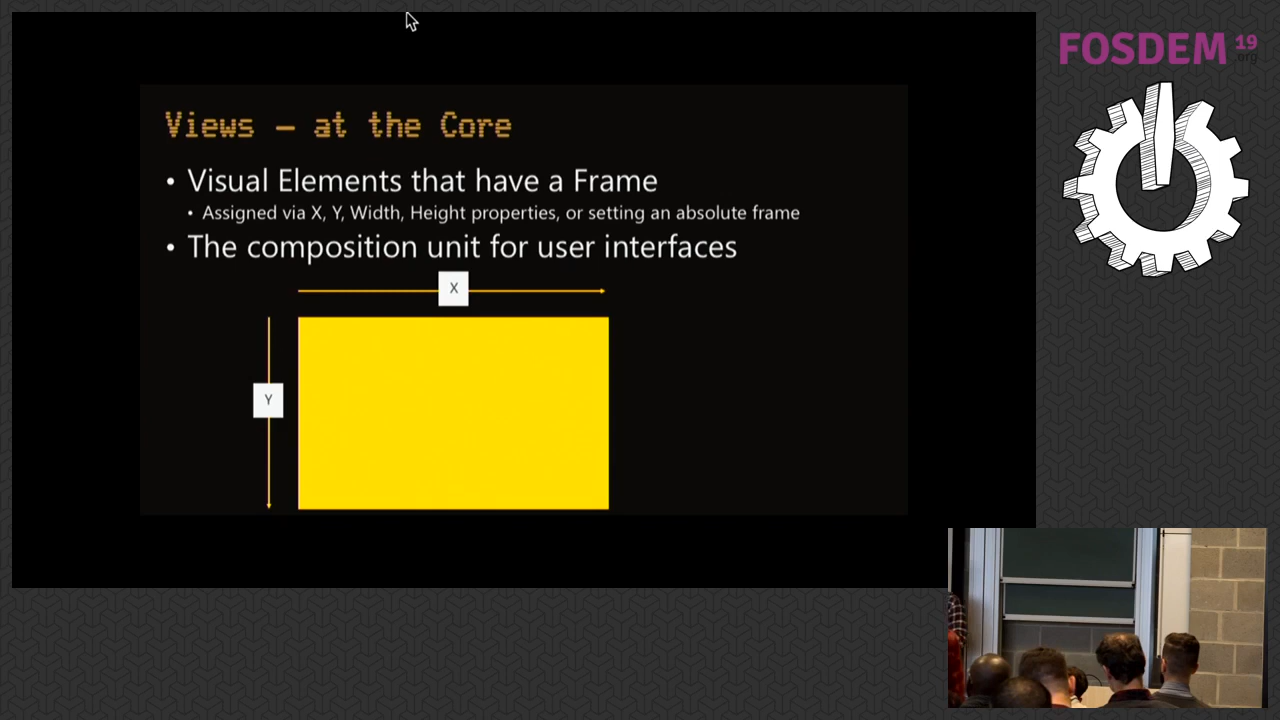 FOSDEM 19
.org
Views – at the Core
• Visual Elements that have a Frame
• Assigned via X, Y, Width, Height properties, or setting an absolute frame
• The composition unit for user interfaces
X
Y